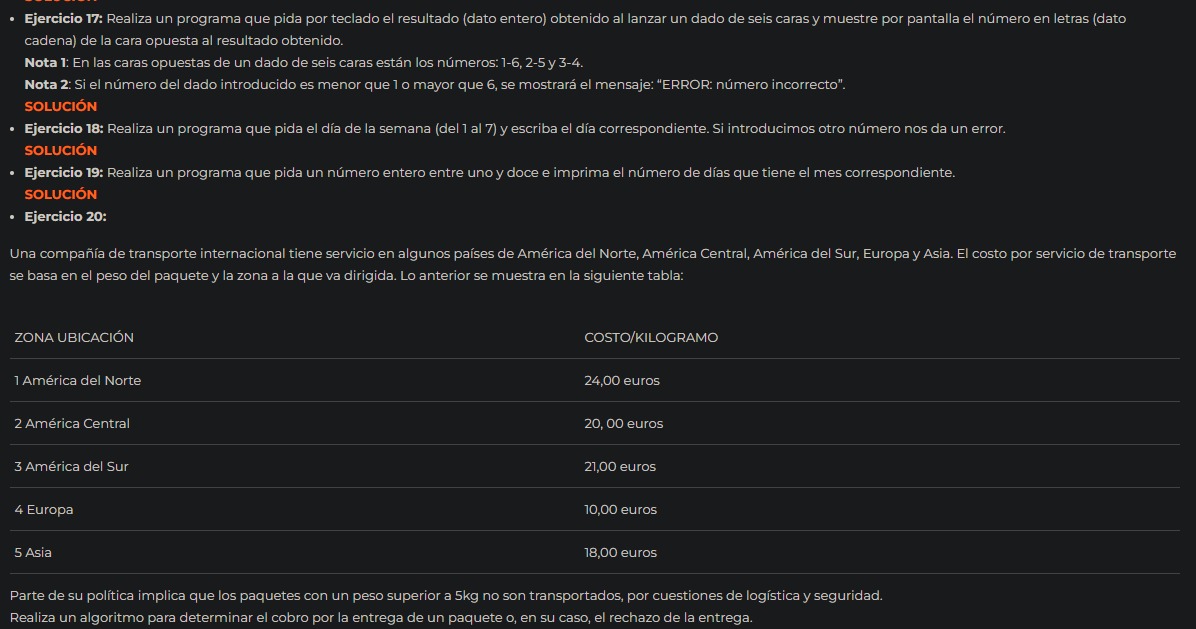 SOLUCIÓN
Ejercicio 17: Realiza un programa que pida por teclado el resultado (dato entero) obtenido al lanzar un dado de seis caras y muestre por pantalla el número en letras (dato
cadena) de la cara opuesta al resultado obtenido.
Nota 1: En las caras opuestas de un dado de seis caras están los números: 1-6, 2-5 y 3-4.
Nota 2: Si el número del dado introducido es menor que 1 o mayor que 6, se mostrará el mensaje: “ERROR: número incorrecto”.
SOLUCIÓN
Ejercicio 18: Realiza un programa que pida el día de la semana (del 1 al 7) y escriba el día correspondiente. Si introducimos otro número nos da un error.
SOLUCIÓN
Ejercicio 19: Realiza un programa que pida un número entero entre uno y doce e imprima el número de días que tiene el mes correspondiente.
SOLUCIÓN
Ejercicio 20:
Una compañía de transporte internacional tiene servicio en algunos países de América del Norte, América Central, América del Sur, Europa y Asia. El costo por servicio de transporte
se basa en el peso del paquete y la zona a la que va dirigida. Lo anterior se muestra en la siguiente tabla:
ZONA UBICACIÓN COSTO/KILOGRAMO
1 América del Norte 24,00 euros
2 América Central 20, 00 euros
3 América del Sur 21,00 euros
4 Europa 10,00 euros
5 Asia 18,00 euros
Parte de su política implica que los paquetes con un peso superior a 5kg no son transportados, por cuestiones de logística y seguridad.
Realiza un algoritmo para determinar el cobro por la entrega de un paquete o, en su caso, el rechazo de la entrega.